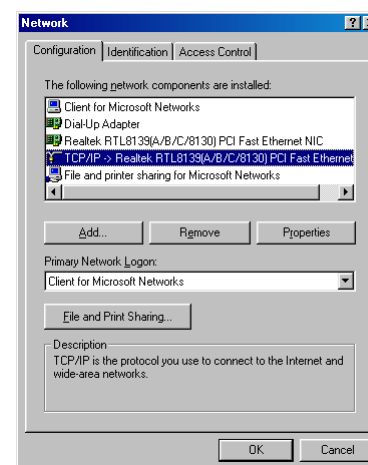 Network
Configuration Identification Access Control
The following network components are installed:
Client for Microsoft Networks
Dial-Up Adapter
Realtek RTL8139(A/B/C/8130) PCI Fast Ethernet NIC
TCP/IP -> Realtek RTL8139(A/B/C/8130) PCI Fast Ethernet
File and printer sharing for Microsoft Networks
Add... Remove Properties
Primary Network Logon:
Client for Microsoft Networks
File and Print Sharing...
Description
TCP/IP is the protocol you use to connect to the Internet and
wide-area networks.
OK Cancel